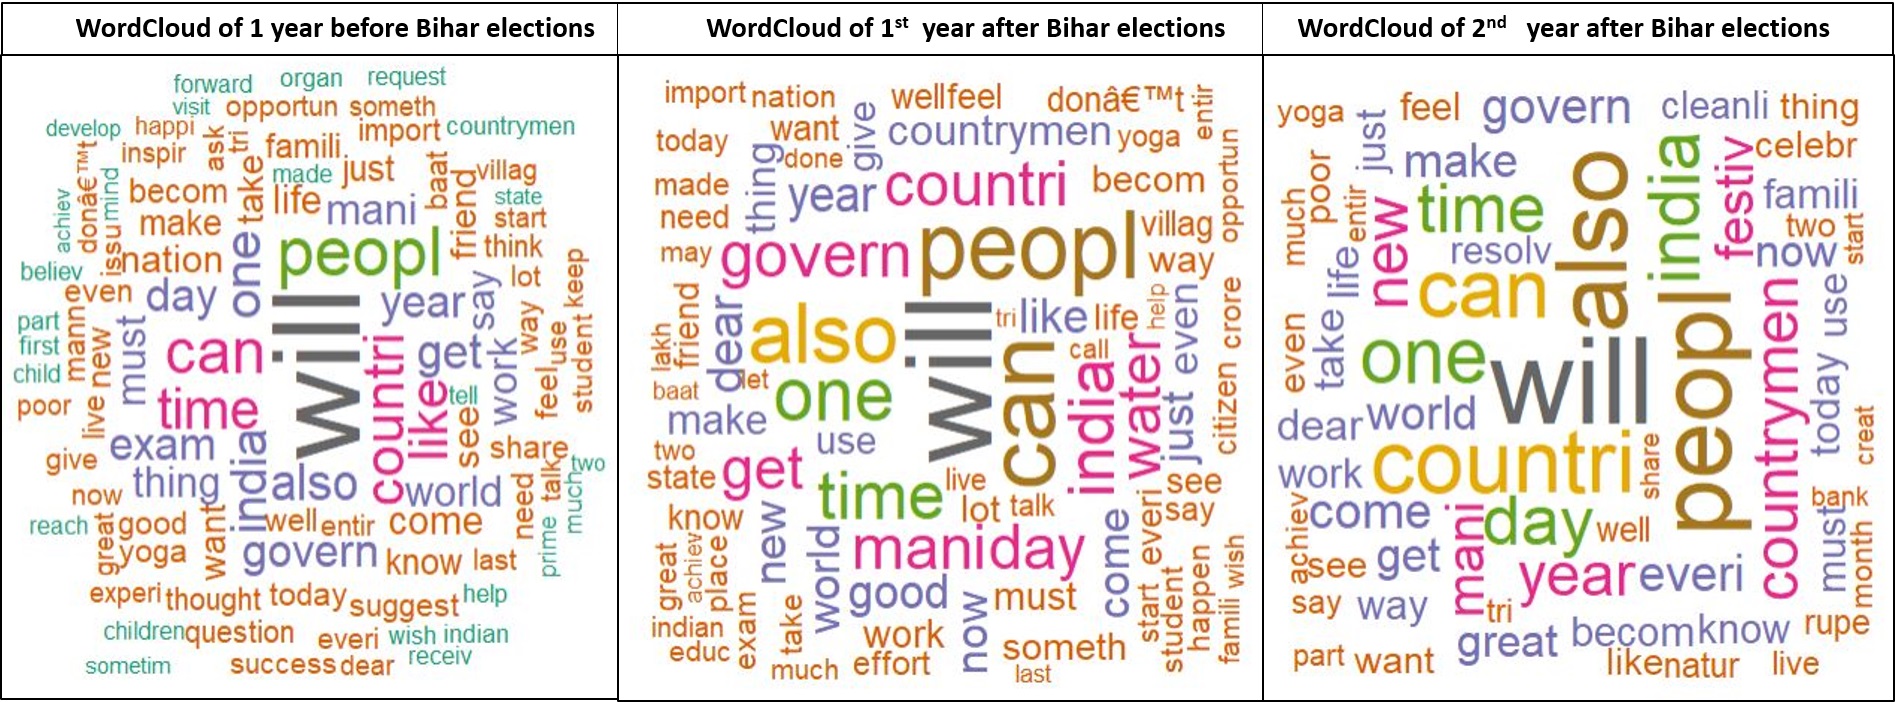 WordCloud of 1 year before Bihar elections
WordCloud of 1st year after Bihar elections
WordCloud of 2nd year after Bihar elections
forward organ request
visit opportun someth
develop happi ask tri famili import countrymen
inspir take made just baat friend villag
donâ€™t mind becom life mani state
achiev issu make one start
nation peopl think
believ day year say lot keep
even will way
part mann new must can countri get work use student
first
child time like tell feel
poor live exam india see share
give thing also world need talk two
now want much
reach great good well entir come prime
yoga govern know last
experi thought today suggest help
children question everi wish indian
sometim success dear receiv
import nation wellfeel donâ€™t entir
today want give countrymen yoga opportun
thing done
made year countri becom
need villag
may govern peopl way
lakh friend dear also will tri like life help even crore
baat let one can call india water just citizen
make use
two
state get time live lot talk see
know new everi say
great achiev place world maniday come
good now must start student happen wish famili
indian exam take work someth
educ much effort last
yoga just feel govern cleanli thing
much poor entir make also india festiv celebr
new time famili
life resolv two start
can now
even take one will peopl countrymen today use
dear world
work countri share creat
achiev come mani day well bank must month
see get year everi
say way tri rupe
great becom know
part want like natur live